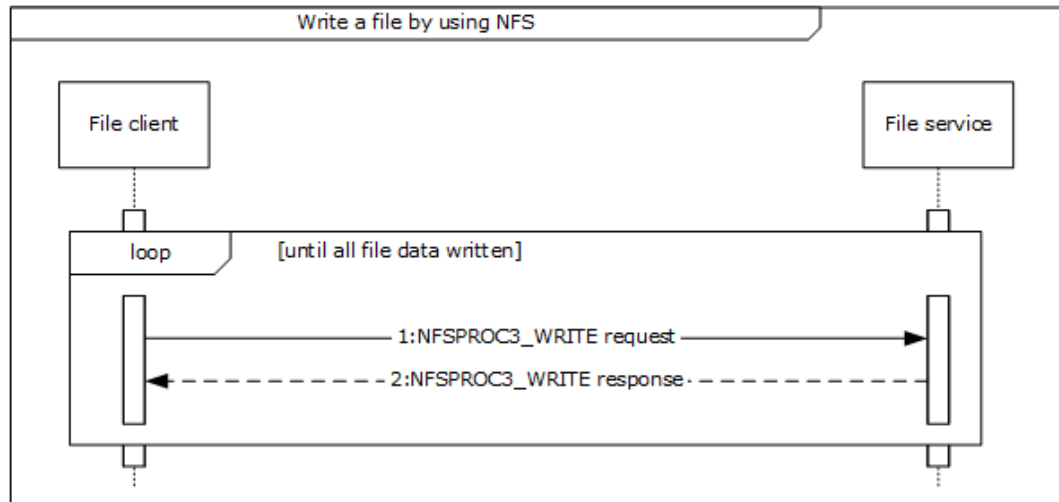 Write a file by using NFS
File client
File service
loop
[until all file data written]
1:NFSPROC3_WRITE request
2:NFSPROC3_WRITE response